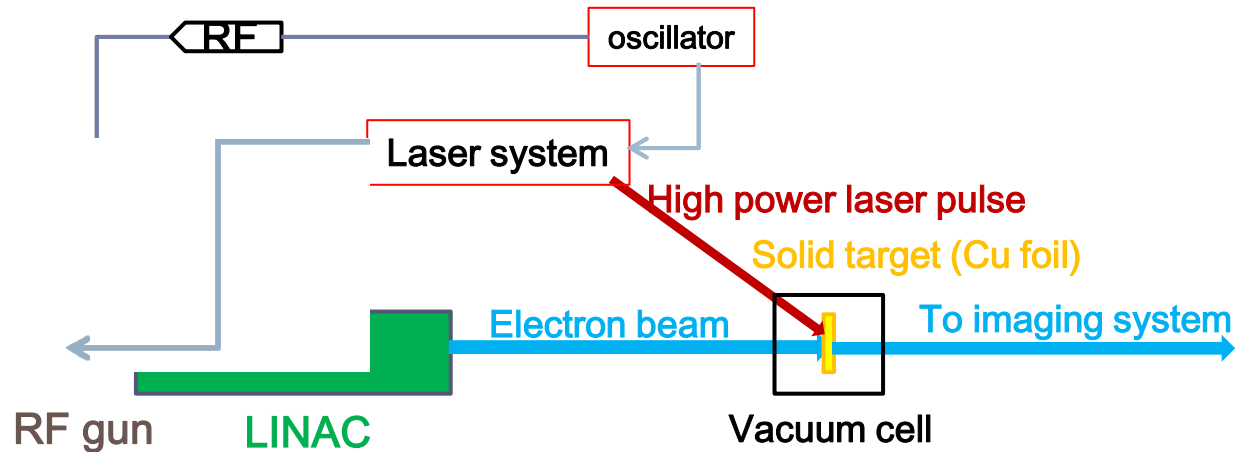 RF
oscillator
Laser system
High power laser pulse
Solid target (Cu foil)
Electron beam
To imaging system
RF gun
LINAC
Vacuum cell